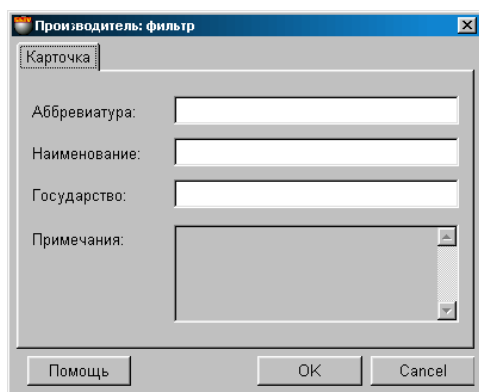 Производитель: фильтр
Карточка
Аббревиатура:
Наименование:
Государство:
Примечания:
Помощь OK Cancel